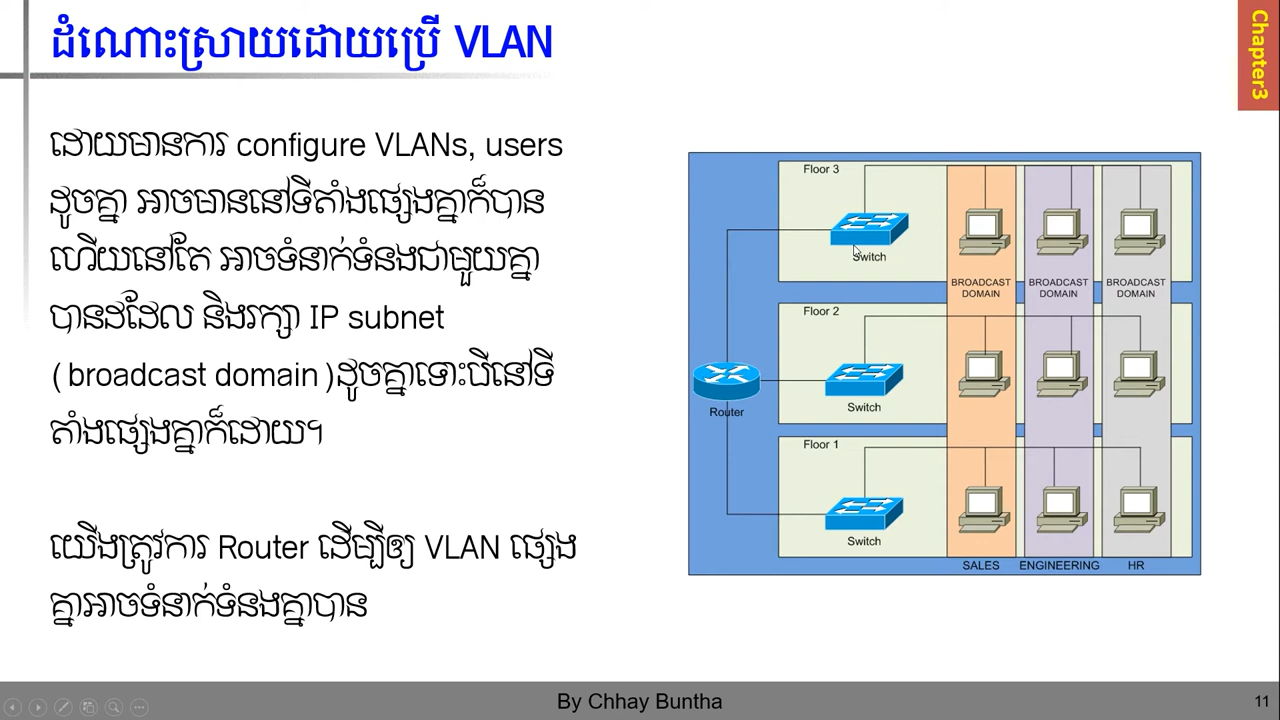 ដំណោះស្រាយដោយប្រើ VLAN
Chapter3
ដោយមានការ configure VLANs, users
ដូចគ្នា អាចមាននៅទីតាំងផ្សេងគ្នាក៏បាន
ហើយនៅតែ អាចទំនាក់ទំនងជាមួយគ្នា
បានដដែល និងរក្សា IP subnet
(broadcast domain)ដូចគ្នាទោះបីនៅទី
តាំងផ្សេងគ្នាក៏ដោយ។
យើងត្រូវការ Router ដើម្បីឲ្យ VLAN ផ្សេង
គ្នាអាចទំនាក់ទំនងគ្នាបាន
Floor 3
Switch
BROADCAST DOMAIN
BROADCAST DOMAIN
BROADCAST DOMAIN
Floor 2
Router
Switch
Floor 1
Switch
SALES ENGINEERING HR
By Chhay Buntha
11